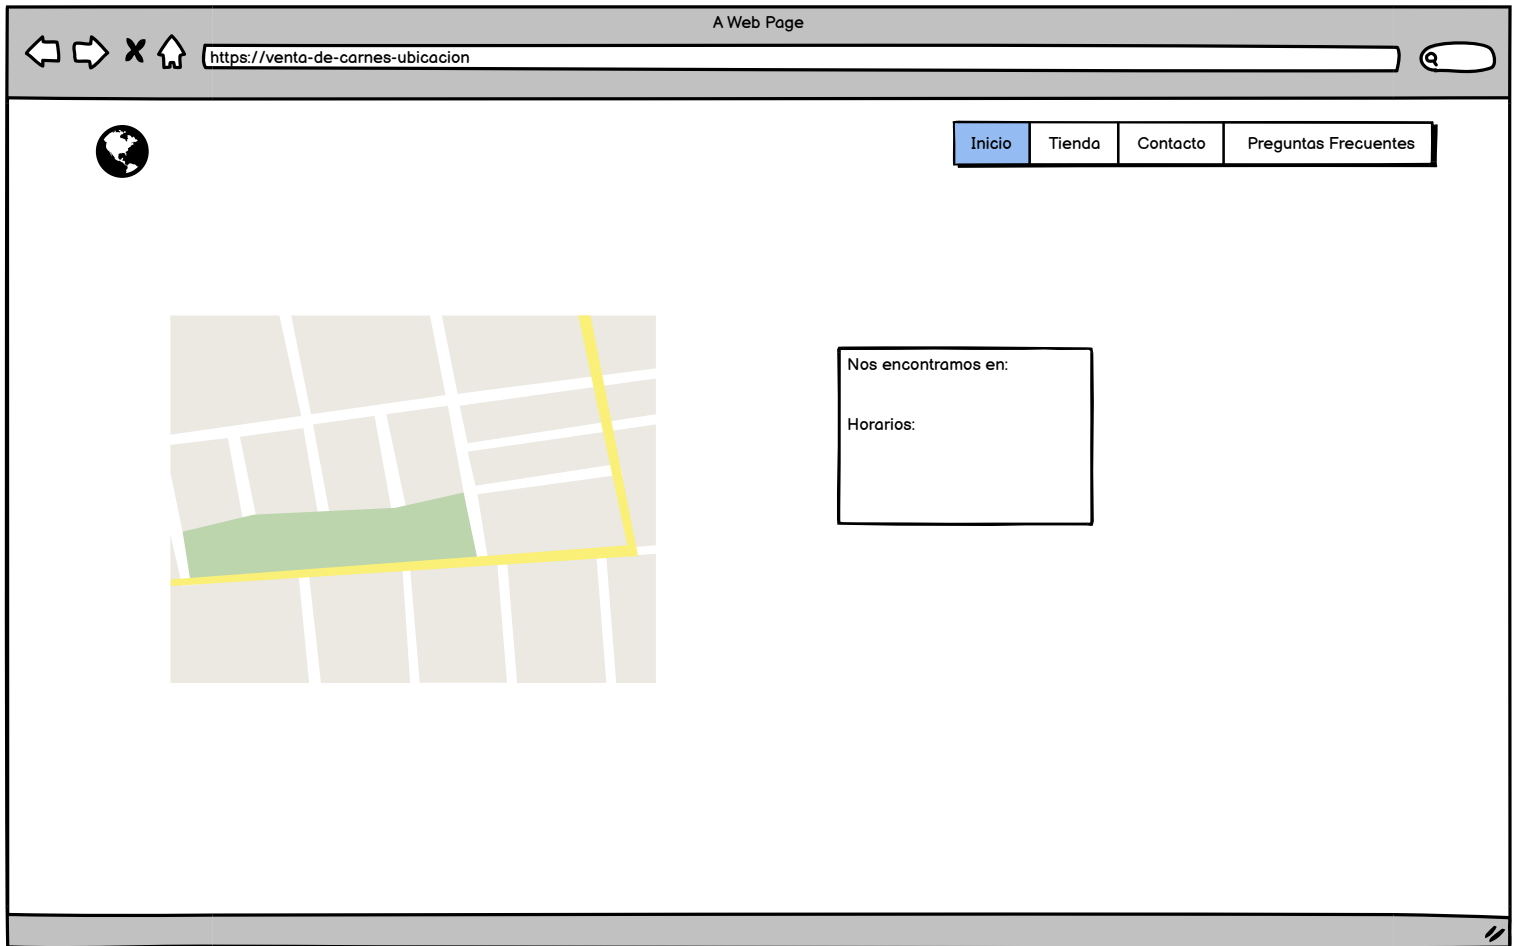 A Web Page
https://venta-de-carnes-ubicacion
Inicio Tienda Contacto Preguntas Frecuentes
Nos encontramos en:
Horarios: